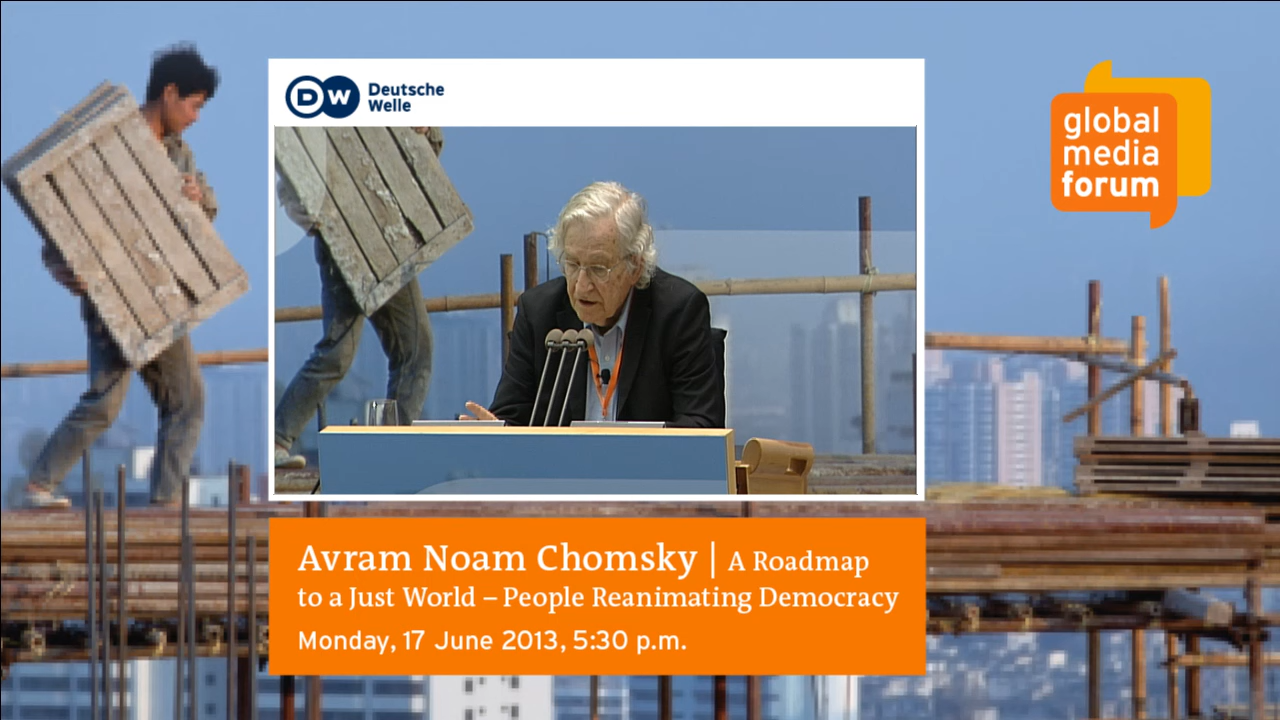 DW Deutsche
Welle
global
media
forum
Avram Noam Chomsky | A Roadmap
to a Just World – People Reanimating Democracy
Monday, 17 June 2013, 5:30 p.m.